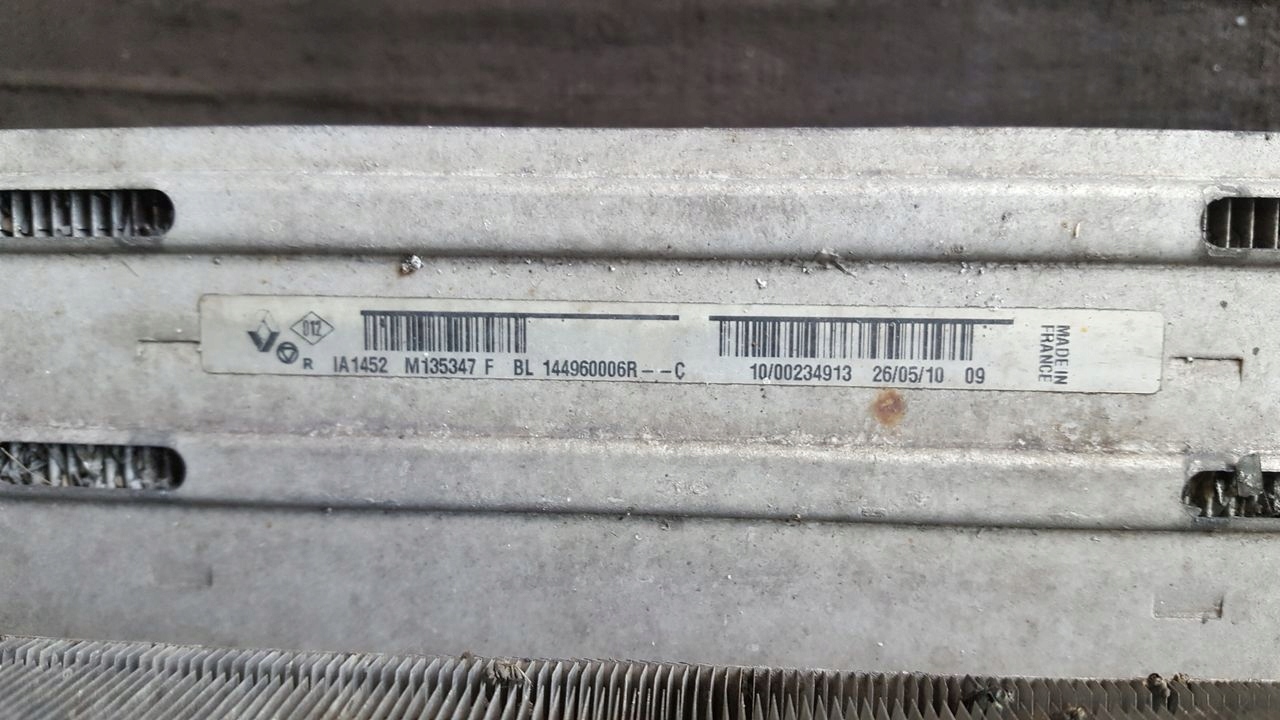 012
R IA1452 M135347 F BL 144960006R--C 10/00234913 26/05/10 09
MADE IN
FRANCE